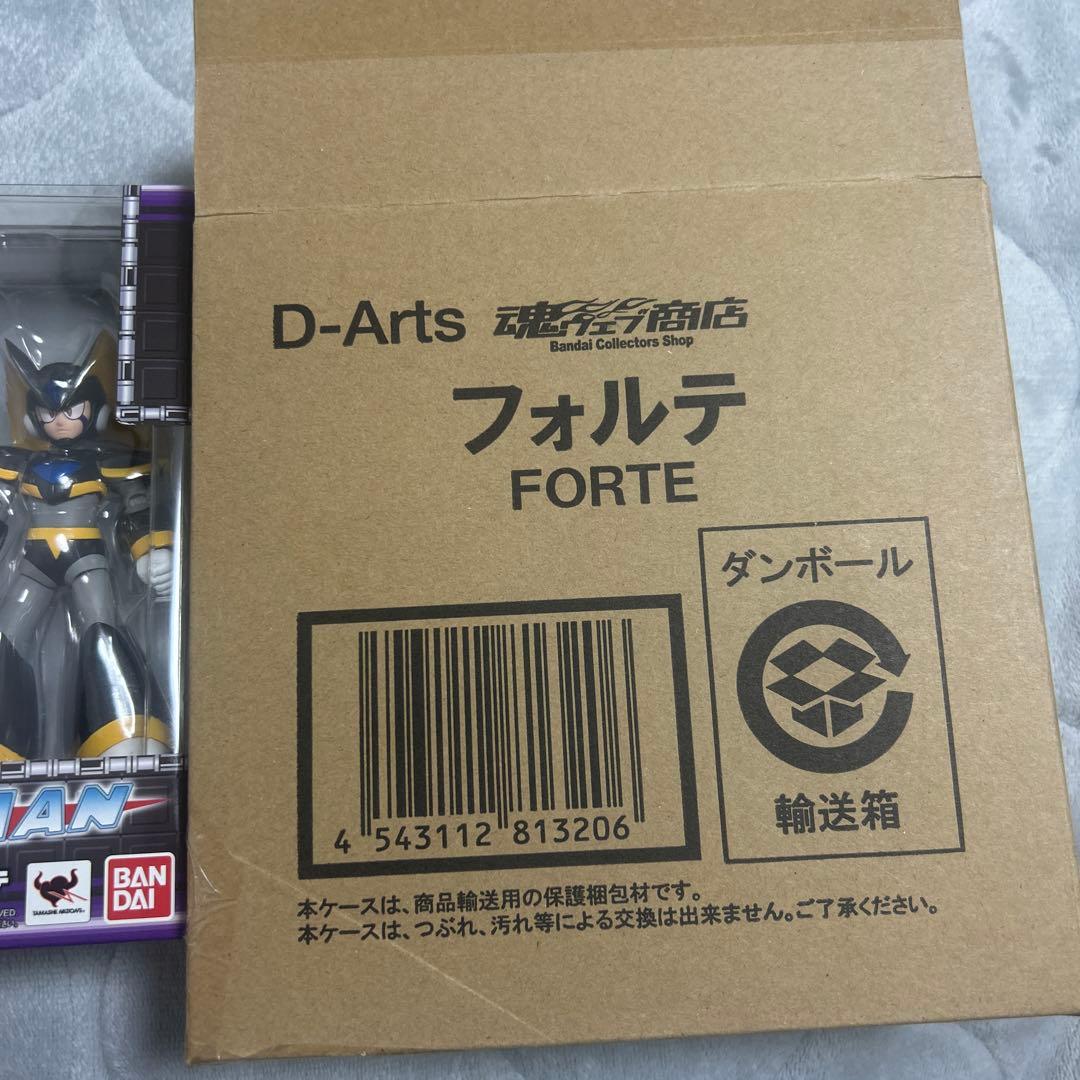 D-Arts 魂ウェブ商店
Bandai Collectors Shop
フォルテ
FORTE
ダンボール
輸送箱
4 543112 813206
本ケースは、商品輸送用の保護梱包材です。
本ケースは、つぶれ、汚れ等による交換は出来ません。ご了承ください。
MAN
TAMASHII NATIONS
BAN
DAI